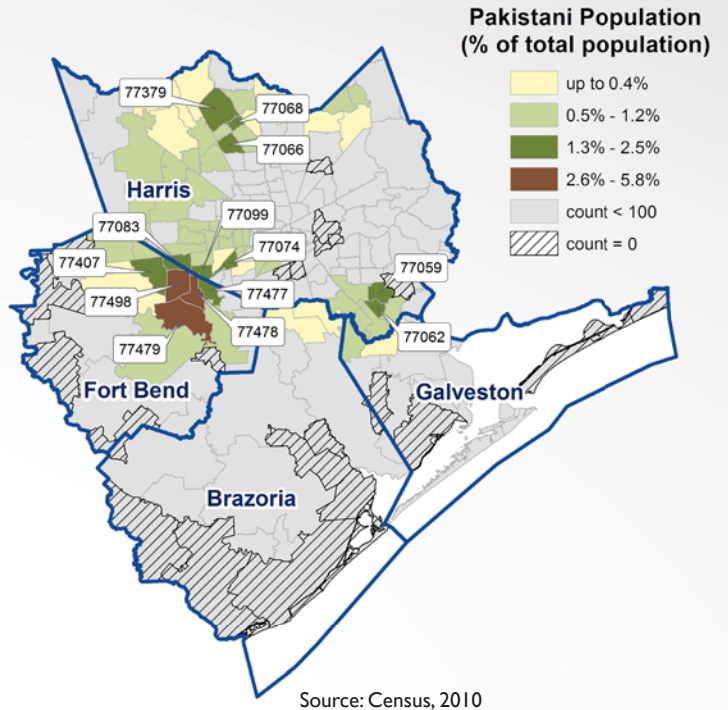 Pakistani Population
(% of total population)
up to 0.4%
0.5% - 1.2%
1.3% - 2.5%
2.6% - 5.8%
count < 100
count = 0
77379
77068
77066
Harris
77099
77083
77074
77407
77059
77498
77477
77478
77062
77479
Fort Bend
Galveston
Brazoria
Source: Census, 2010